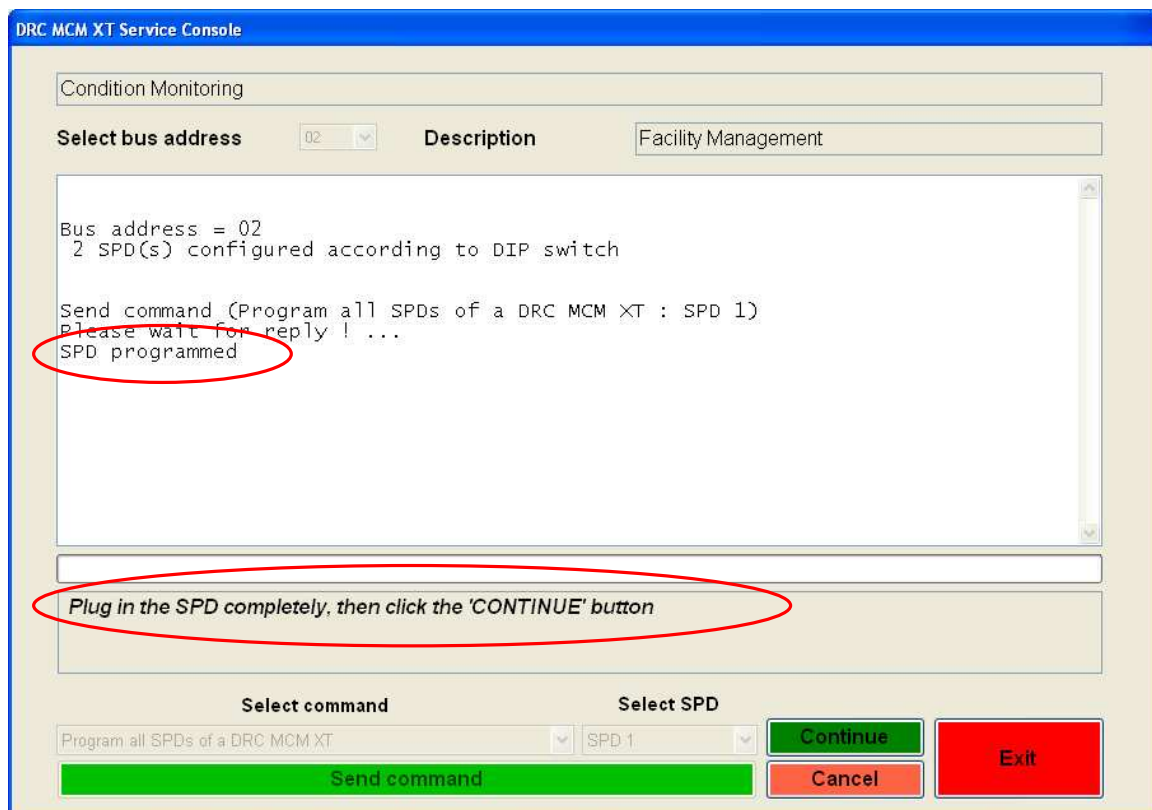 DRC MCM XT Service Console
Condition Monitoring
Select bus address 02 Description Facility Management
Bus address = 02
2 SPD(s) configured according to DIP switch
Send command (Program all SPDs of a DRC MCM XT : SPD 1)
Please wait for reply ! ...
SPD programmed
Plug in the SPD completely, then click the 'CONTINUE' button
Select command Select SPD
Program all SPDs of a DRC MCM XT SPD 1 Continue
Exit
Send command Cancel